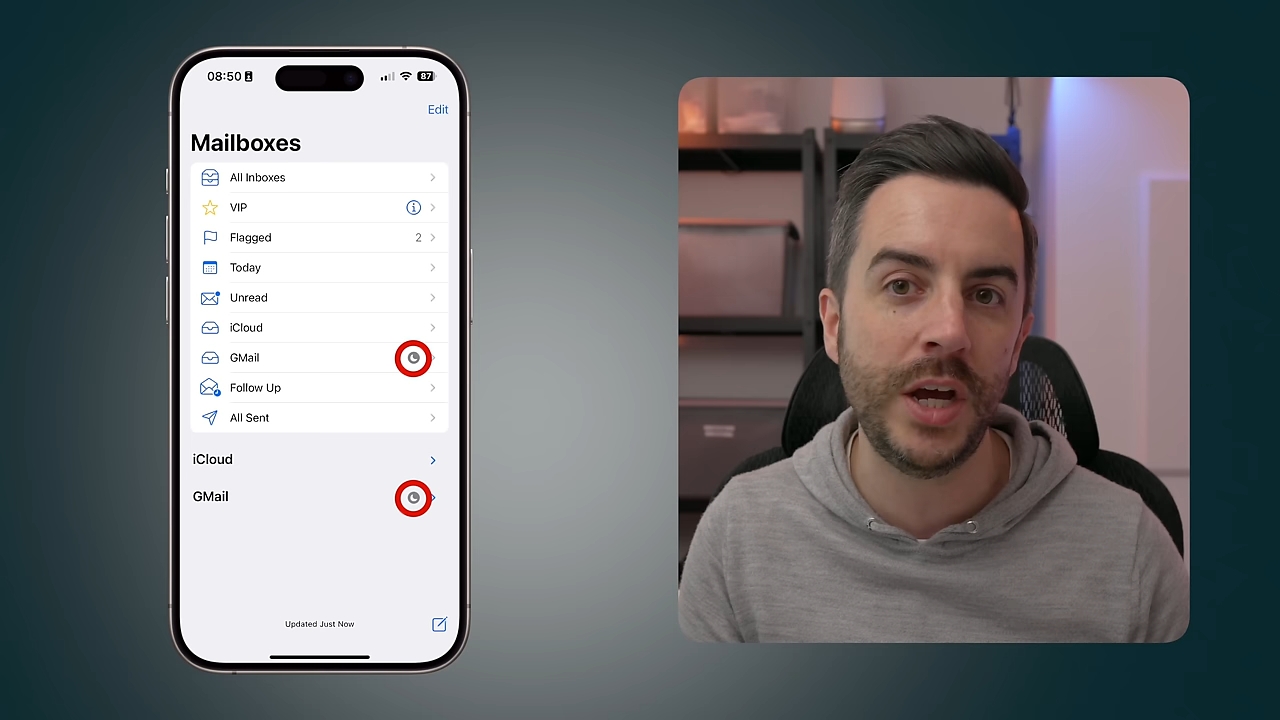 08:50
87
Edit
Mailboxes
All Inboxes
VIP
Flagged 2
Today
Unread
iCloud
GMail
Follow Up
All Sent
iCloud
GMail
Updated Just Now